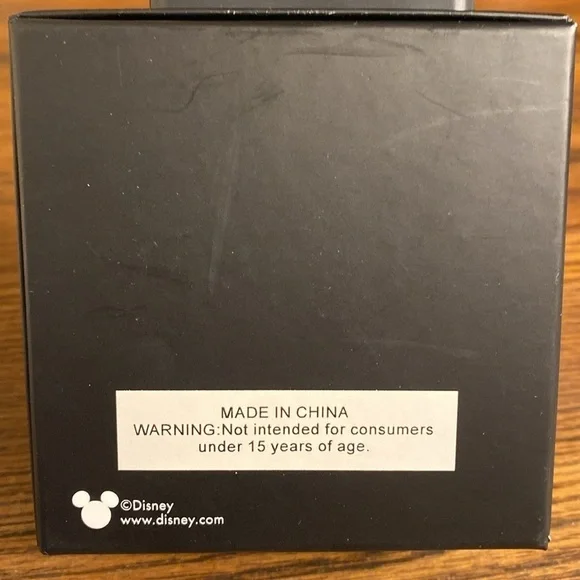 MADE IN CHINA
WARNING:Not intended for consumers
under 15 years of age.
©Disney
www.disney.com